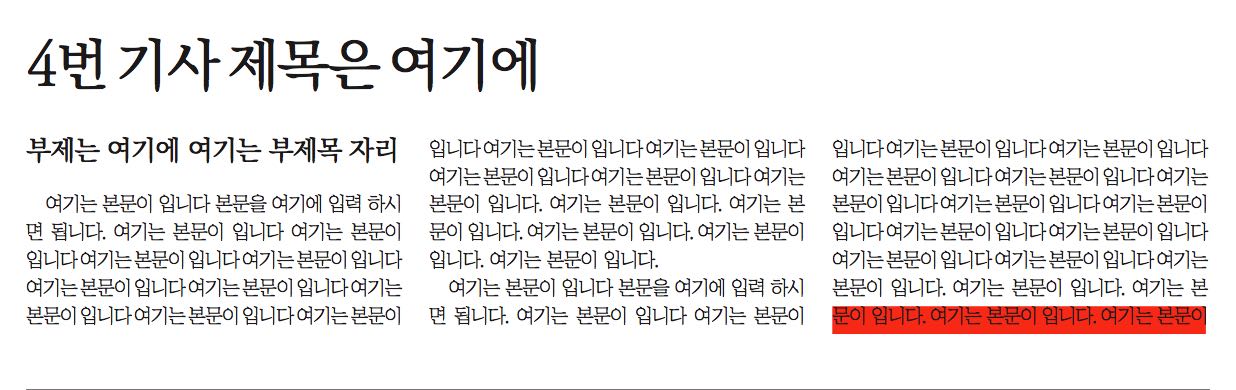 4번 기사 제목은 여기에
부제는 여기에 여기는 부제목 자리
여기는 본문이 입니다 본문을 여기에 입력 하시
면 됩니다. 여기는 본문이 입니다 여기는 본문이
입니다 여기는 본문이 입니다 여기는 본문이 입니다
여기는 본문이 입니다 여기는 본문이 입니다 여기는
본문이 입니다 여기는 본문이 입니다 여기는 본문이
입니다 여기는 본문이 입니다 여기는 본문이 입니다
여기는 본문이 입니다 여기는 본문이 입니다 여기는
본문이 입니다. 여기는 본문이 입니다. 여기는 본
문이 입니다. 여기는 본문이 입니다. 여기는 본문이
입니다. 여기는 본문이 입니다.
여기는 본문이 입니다 본문을 여기에 입력 하시
면 됩니다. 여기는 본문이 입니다 여기는 본문이
입니다 여기는 본문이 입니다 여기는 본문이 입니다
여기는 본문이 입니다 여기는 본문이 입니다 여기는
본문이 입니다 여기는 본문이 입니다 여기는 본문이
입니다 여기는 본문이 입니다 여기는 본문이 입니다
여기는 본문이 입니다 여기는 본문이 입니다 여기는
본문이 입니다. 여기는 본문이 입니다. 여기는 본
문이 입니다. 여기는 본문이 입니다. 여기는 본문이